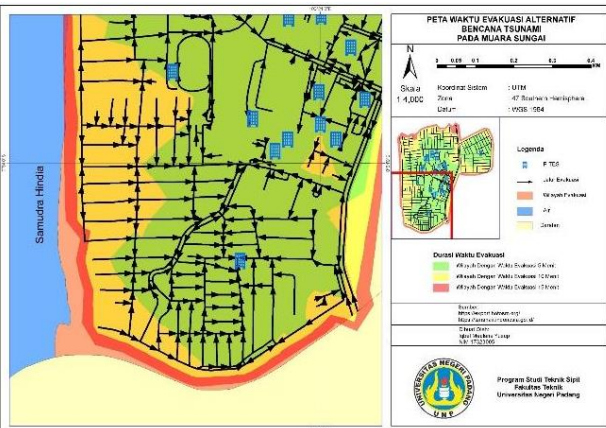 Samudra Hindia
PETA WAKTU EVAKUASI ALTERNATIF
BENCANA TSUNAMI
PADA MUARA SUNGAI
N
0 0.05 0.1 0.2 0.3 0.4
KM
Skala
1:4,000
Koordinat Sistem : UTM
Zona : 47 Southern Hemisphere
Datum : WGS 1984
Legenda
Jalur Evakuasi
Wilayah Evakuasi
Air
Daratan
Durasi Waktu Evakuasi
Wilayah Dengan Waktu Evakuasi 5 Menit
Wilayah Dengan Waktu Evakuasi 10 Menit
Wilayah Dengan Waktu Evakuasi 15 Menit
Sumber:
Dibuat Oleh:
UNIVERSITAS NEGERI PADANG
UNP
Program Studi Teknik Sipil
Fakultas Teknik
Universitas Negeri Padang